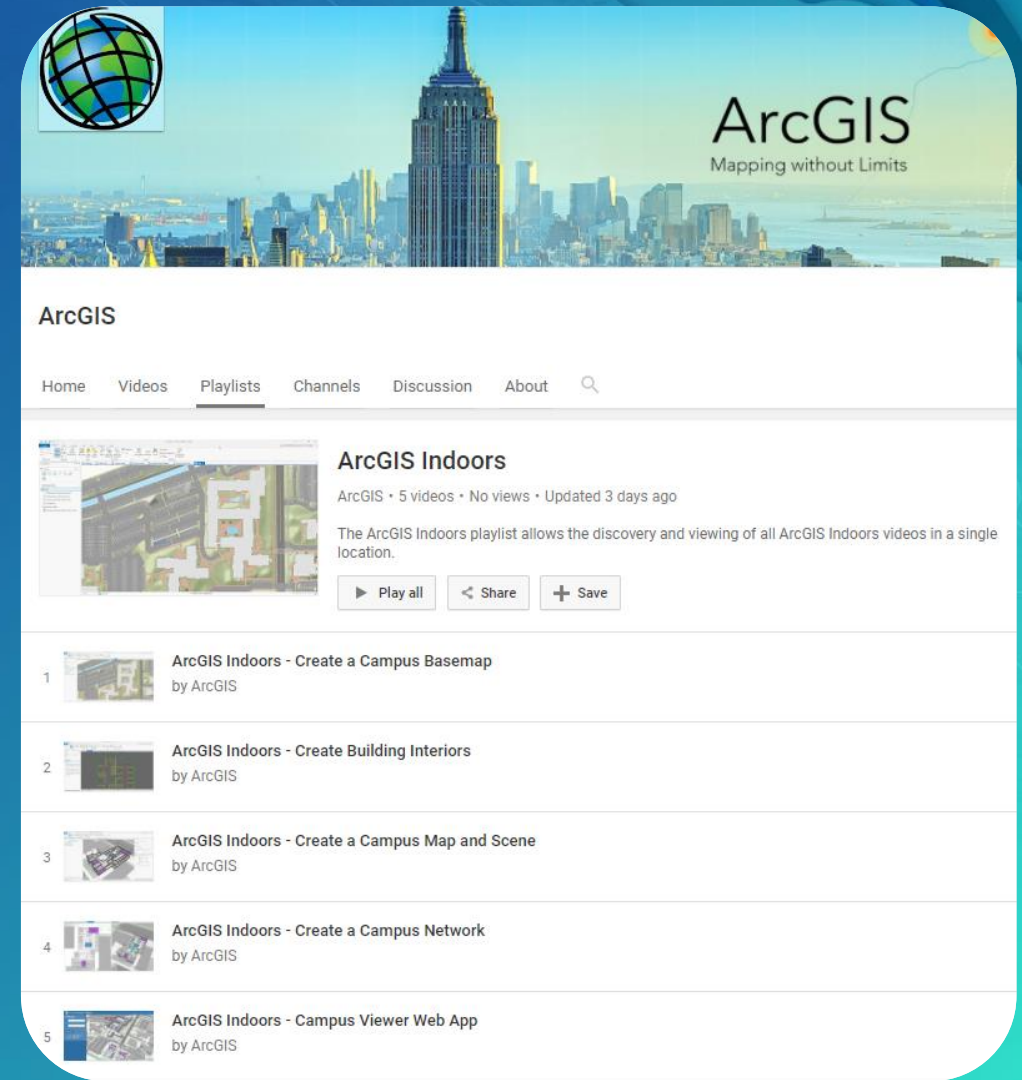 ArcGIS
Mapping without Limits
ArcGIS
Home Videos Playlists Channels Discussion About
ArcGIS Indoors
ArcGIS • 5 videos • No views • Updated 3 days ago
The ArcGIS Indoors playlist allows the discovery and viewing of all ArcGIS Indoors videos in a single
location.
Play all Share Save
1 ArcGIS Indoors - Create a Campus Basemap
by ArcGIS
2 ArcGIS Indoors - Create Building Interiors
by ArcGIS
3 ArcGIS Indoors - Create a Campus Map and Scene
by ArcGIS
4 ArcGIS Indoors - Create a Campus Network
by ArcGIS
5 ArcGIS Indoors - Campus Viewer Web App
by ArcGIS